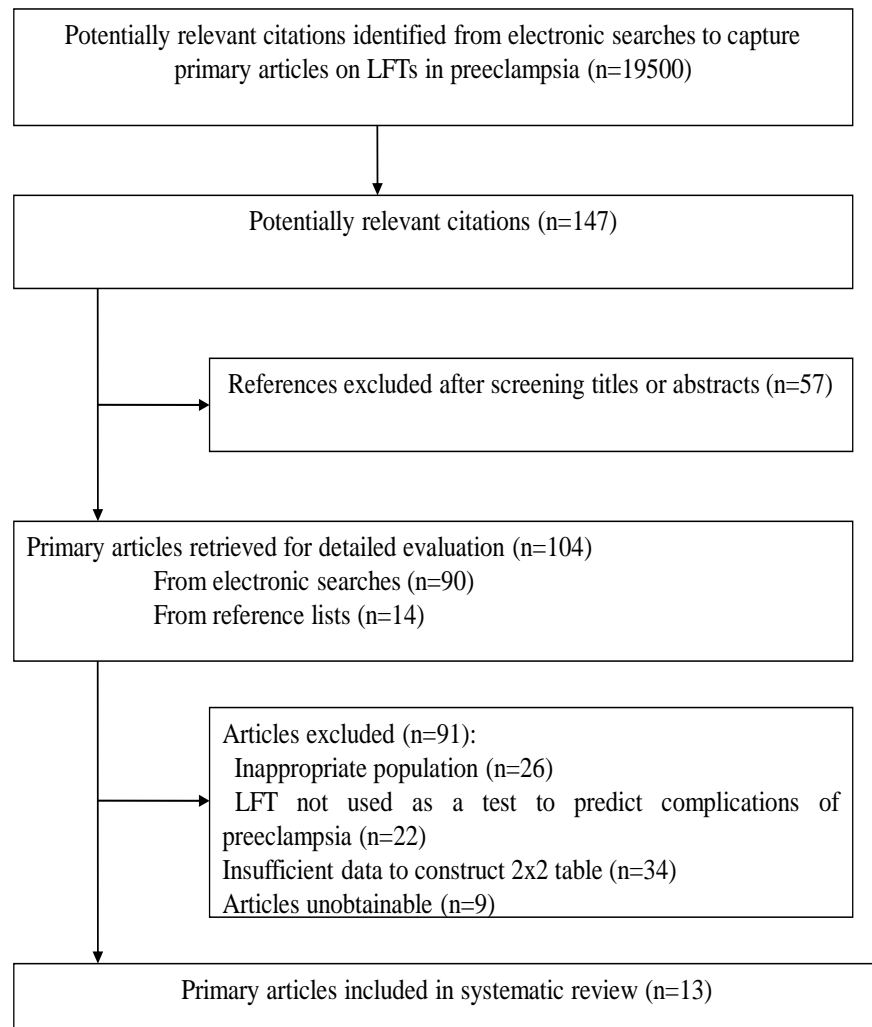 Potentially relevant citations identified from electronic searches to capture
primary articles on LFTs in preeclampsia (n=19500)
Potentially relevant citations (n=147)
References excluded after screening titles or abstracts (n=57)
Primary articles retrieved for detailed evaluation (n=104)
From electronic searches (n=90)
From reference lists (n=14)
Articles excluded (n=91):
Inappropriate population (n=26)
LFT not used as a test to predict complications of
preeclampsia (n=22)
Insufficient data to construct 2x2 table (n=34)
Articles unobtainable (n=9)
Primary articles included in systematic review (n=13)